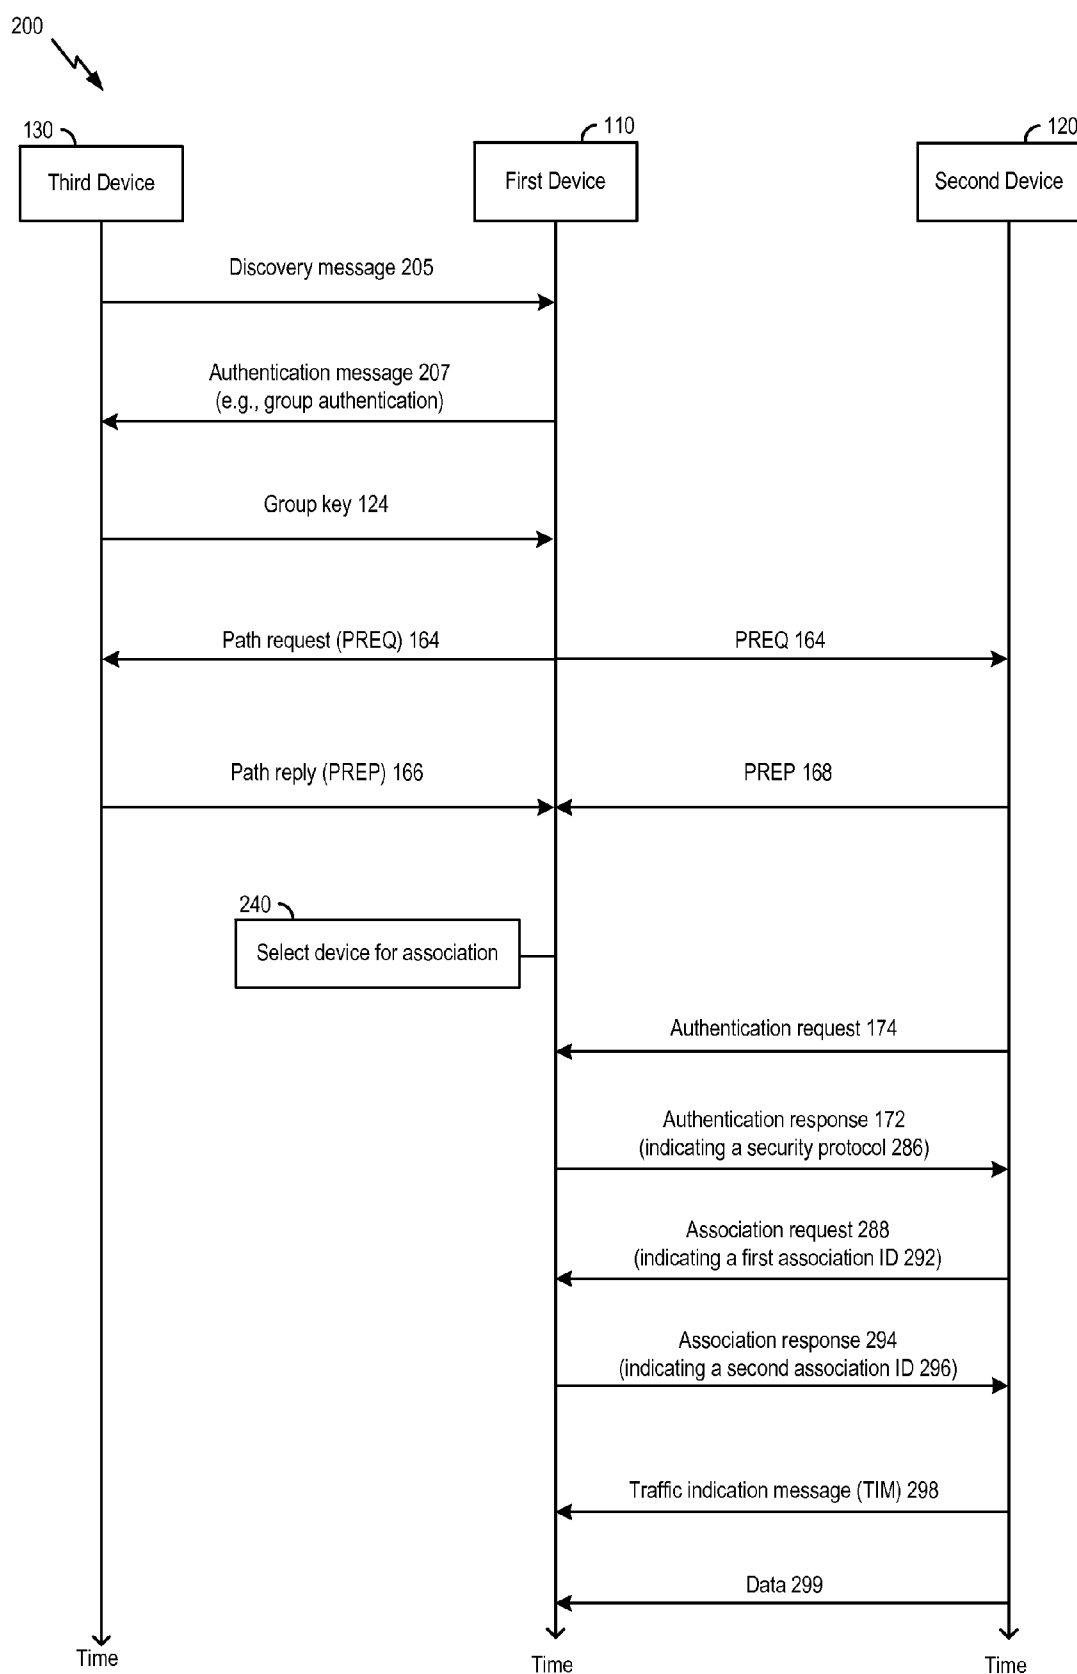 200
130
110
120
Third Device
First Device
Second Device
Discovery message 205
Authentication message 207
(e.g., group authentication)
Group key 124
Path request (PREQ) 164
PREQ 164
Path reply (PREP) 166
PREP 168
240
Select device for association
Authentication request 174
Authentication response 172
(indicating a security protocol 286)
Association request 288
(indicating a first association ID 292)
Association response 294
(indicating a second association ID 296)
Traffic indication message (TIM) 298
Data 299
Time
Time
Time